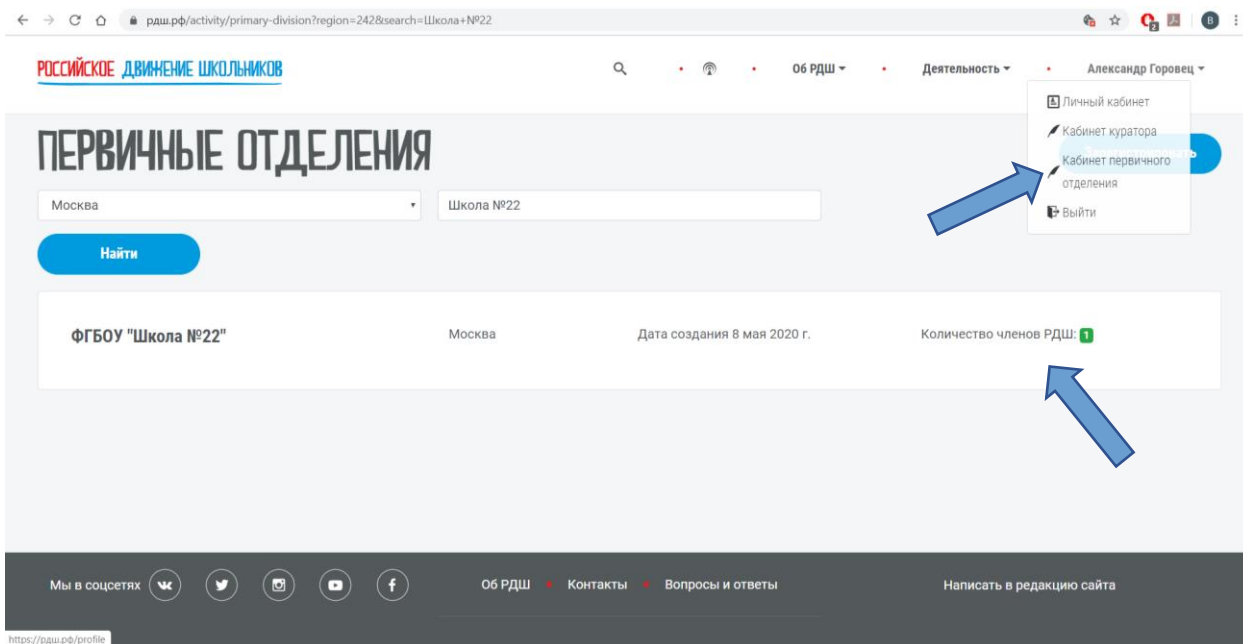 рдш.рф/activity/primary-division?region=242&search=Школа+№22
2
В
РОССИЙСКОЕ ДВИЖЕНИЕ ШКОЛЬНИКОВ
Об РДШ
Деятельность
Александр Горовец
Личный кабинет
Кабинет куратора
Кабинет первичного
отделения
Выйти
ПЕРВИЧНЫЕ ОТДЕЛЕНИЯ
Москва
Школа №22
Найти
ФГБОУ "Школа №22"
Москва
Дата создания 8 мая 2020 г.
Количество членов РДШ: 1
Мы в соцсетях
Об РДШ
Контакты
Вопросы и ответы
Написать в редакцию сайта
https://рдш.рф/profile